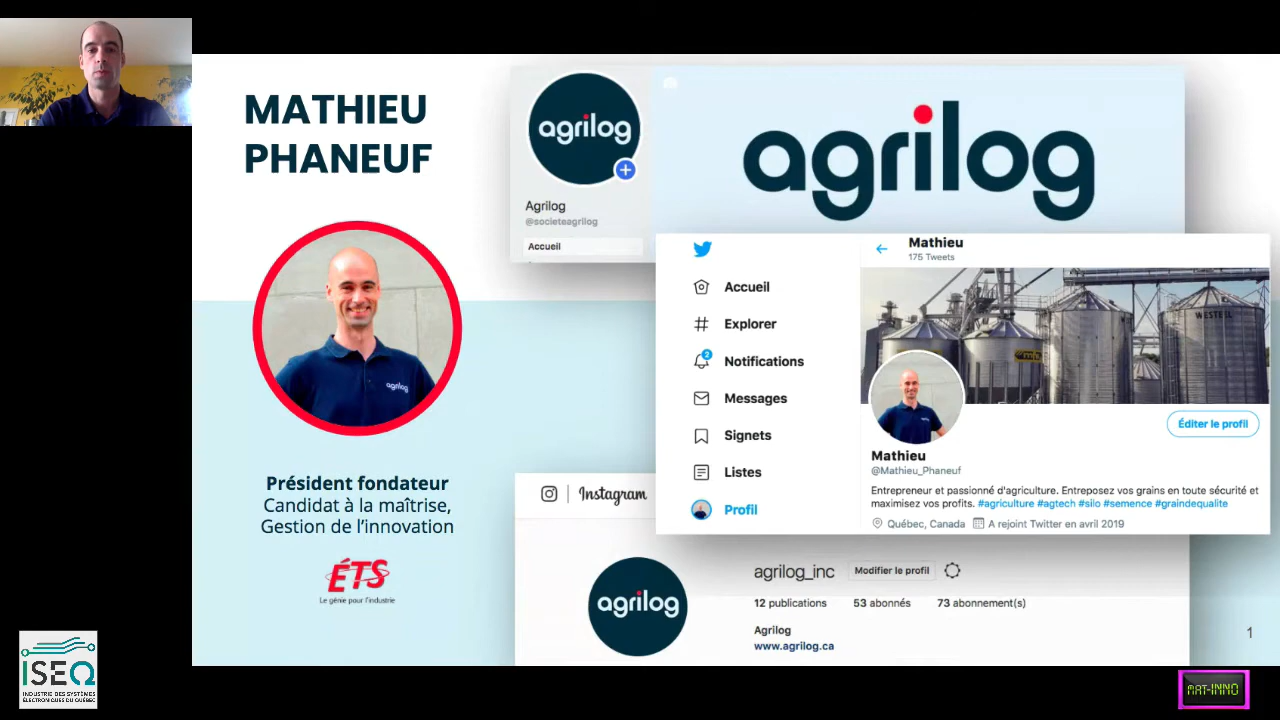 MATHIEU
PHANEUF
agrilog
Président fondateur
Candidat à la maîtrise,
Gestion de l'innovation
ÉTS
Le génie pour l'industrie
agrilog
Agrilog
@societeagrilog
Accueil
agrilog
Accueil
Explorer
2
Notifications
Messages
Signets
Listes
Profil
Mathieu
175 Tweets
WESTEEL
Éditer le profil
Mathieu
@Mathieu_Phaneuf
Entrepreneur et passionné d'agriculture. Entreposez vos grains en toute sécurité et
maximisez vos profits. #agriculture #agtech #silo #semence #graindequalite
Québec, Canada A rejoint Twitter en avril 2019
Instagram
agrilog
agrilog_inc Modifier le profil
12 publications 53 abonnés 73 abonnement(s)
Agrilog
www.agrilog.ca
1
ISEQ
INDUSTRIE DES SYSTÈMES
ÉLECTRONIQUES DU QUÉBEC
MAT-INNO